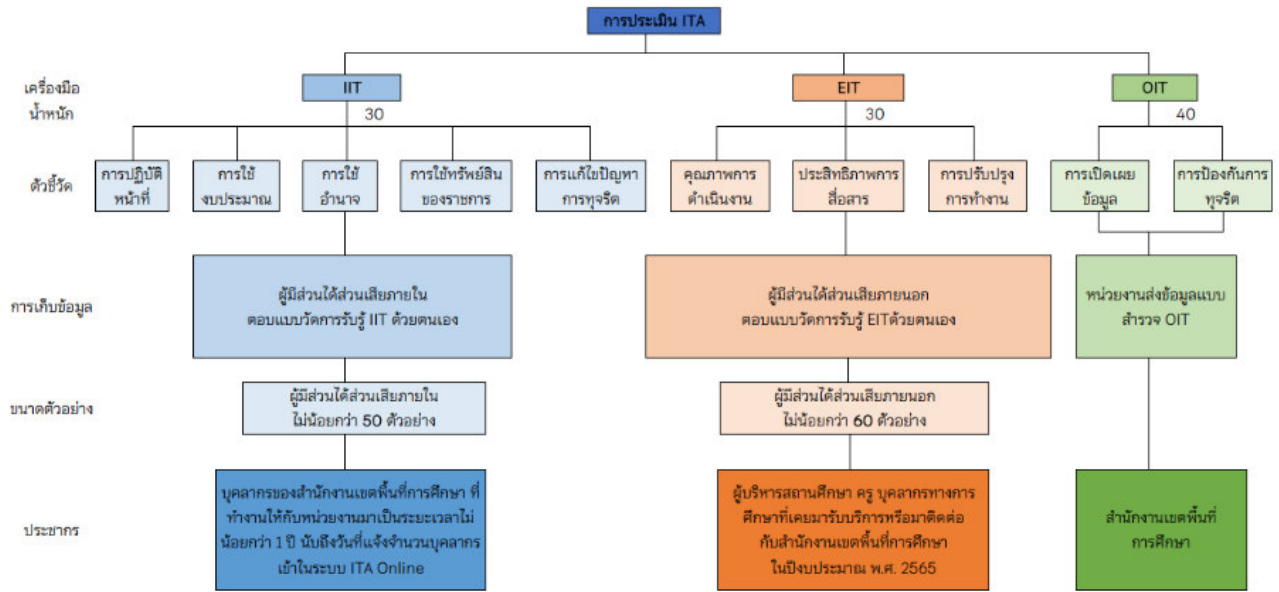 การประเมิน ITA
เครื่องมือ
IIT
EIT
OIT
น้ำหนัก
30
30
40
ตัวชี้วัด
การปฏิบัติ
หน้าที่
การใช้
งบประมาณ
การใช้
อำนาจ
การใช้ทรัพย์สิน
ของราชการ
การแก้ไขปัญหา
การทุจริต
คุณภาพการ
ดำเนินงาน
ประสิทธิภาพการ
สื่อสาร
การปรับปรุง
การทำงาน
การเปิดเผย
ข้อมูล
การป้องกันการ
ทุจริต
การเก็บข้อมูล
ผู้มีส่วนได้ส่วนเสียภายใน
ตอบแบบวัดการรับรู้ IIT ด้วยตนเอง
ผู้มีส่วนได้ส่วนเสียภายนอก
ตอบแบบวัดการรับรู้ EITด้วยตนเอง
หน่วยงานส่งข้อมูลแบบ
สำรวจ OIT
ขนาดตัวอย่าง
ผู้มีส่วนได้ส่วนเสียภายใน
ไม่น้อยกว่า 50 ตัวอย่าง
ผู้มีส่วนได้ส่วนเสียภายนอก
ไม่น้อยกว่า 60 ตัวอย่าง
ประชากร
บุคลากรของสำนักงานเขตพื้นที่การศึกษา ที่
ทำงานให้กับหน่วยงานมาเป็นระยะเวลาไม่
น้อยกว่า 1 ปี นับถึงวันที่แจ้งจำนวนบุคลากร
เข้าในระบบ ITA Online
ผู้บริหารสถานศึกษา ครู บุคลากรทางการ
ศึกษาที่เคยมารับบริการหรือมาติดต่อ
กับสำนักงานเขตพื้นที่การศึกษา
ในปีงบประมาณ พ.ศ. 2565
สำนักงานเขตพื้นที่
การศึกษา